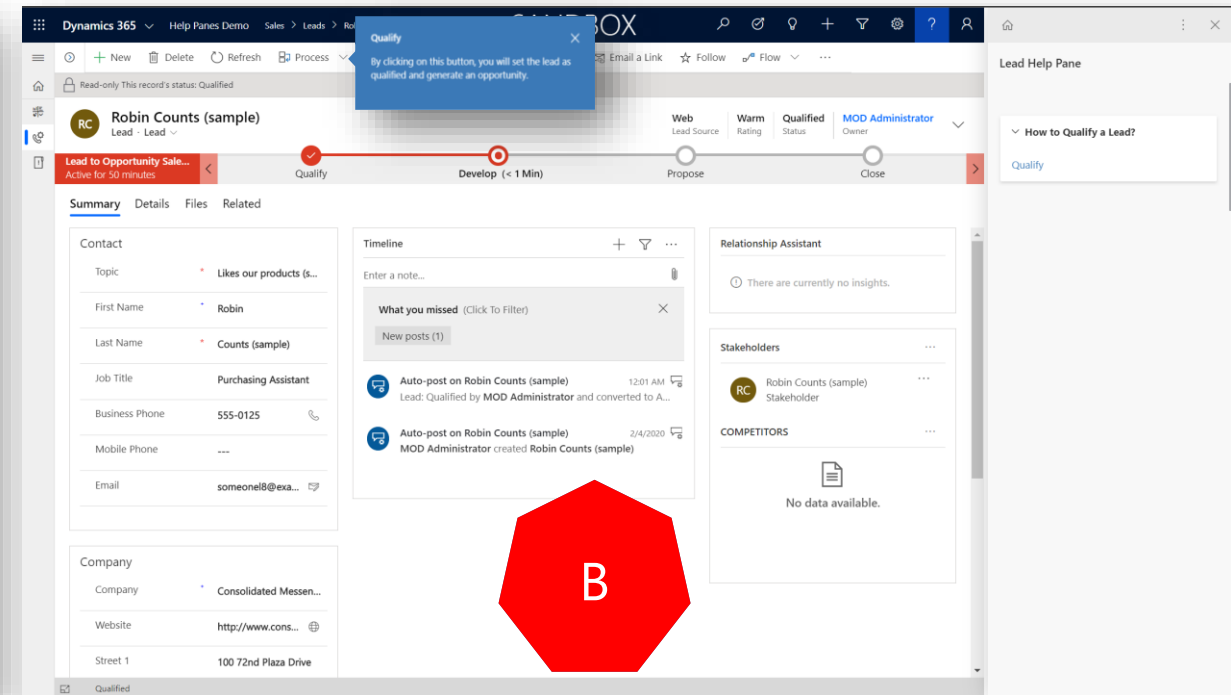 Dynamics 365
Help Panes Demo
Sales > Leads >
BOX
?
Qualify
By clicking on this button, you will set the lead as
qualified and generate an opportunity.
New
Delete
Refresh
Process
Email a Link
Follow
Flow
Read-only This record's status: Qualified
RC
Robin Counts (sample)
Lead · Lead
Web
Lead Source
Warm
Rating
Qualified
Status
MOD Administrator
Owner
Lead to Opportunity Sale...
Active for 50 minutes
Qualify
Develop (< 1 Min)
Propose
Close
Summary
Details
Files
Related
Contact
Topic * Likes our products (s...
First Name * Robin
Last Name * Counts (sample)
Job Title Purchasing Assistant
Business Phone 555-0125
Mobile Phone ---
Email someonel8@exa...
Company
Company * Consolidated Messen...
Website http://www.cons...
Street 1 100 72nd Plaza Drive
Timeline
Enter a note...
What you missed (Click To Filter)
New posts (1)
Auto-post on Robin Counts (sample) 12:01 AM
Lead: Qualified by MOD Administrator and converted to A...
Auto-post on Robin Counts (sample) 2/4/2020
MOD Administrator created Robin Counts (sample)
B
Relationship Assistant
There are currently no insights.
Stakeholders
RC
Robin Counts (sample)
Stakeholder
COMPETITORS
No data available.
Qualified
Lead Help Pane
How to Qualify a Lead?
Qualify